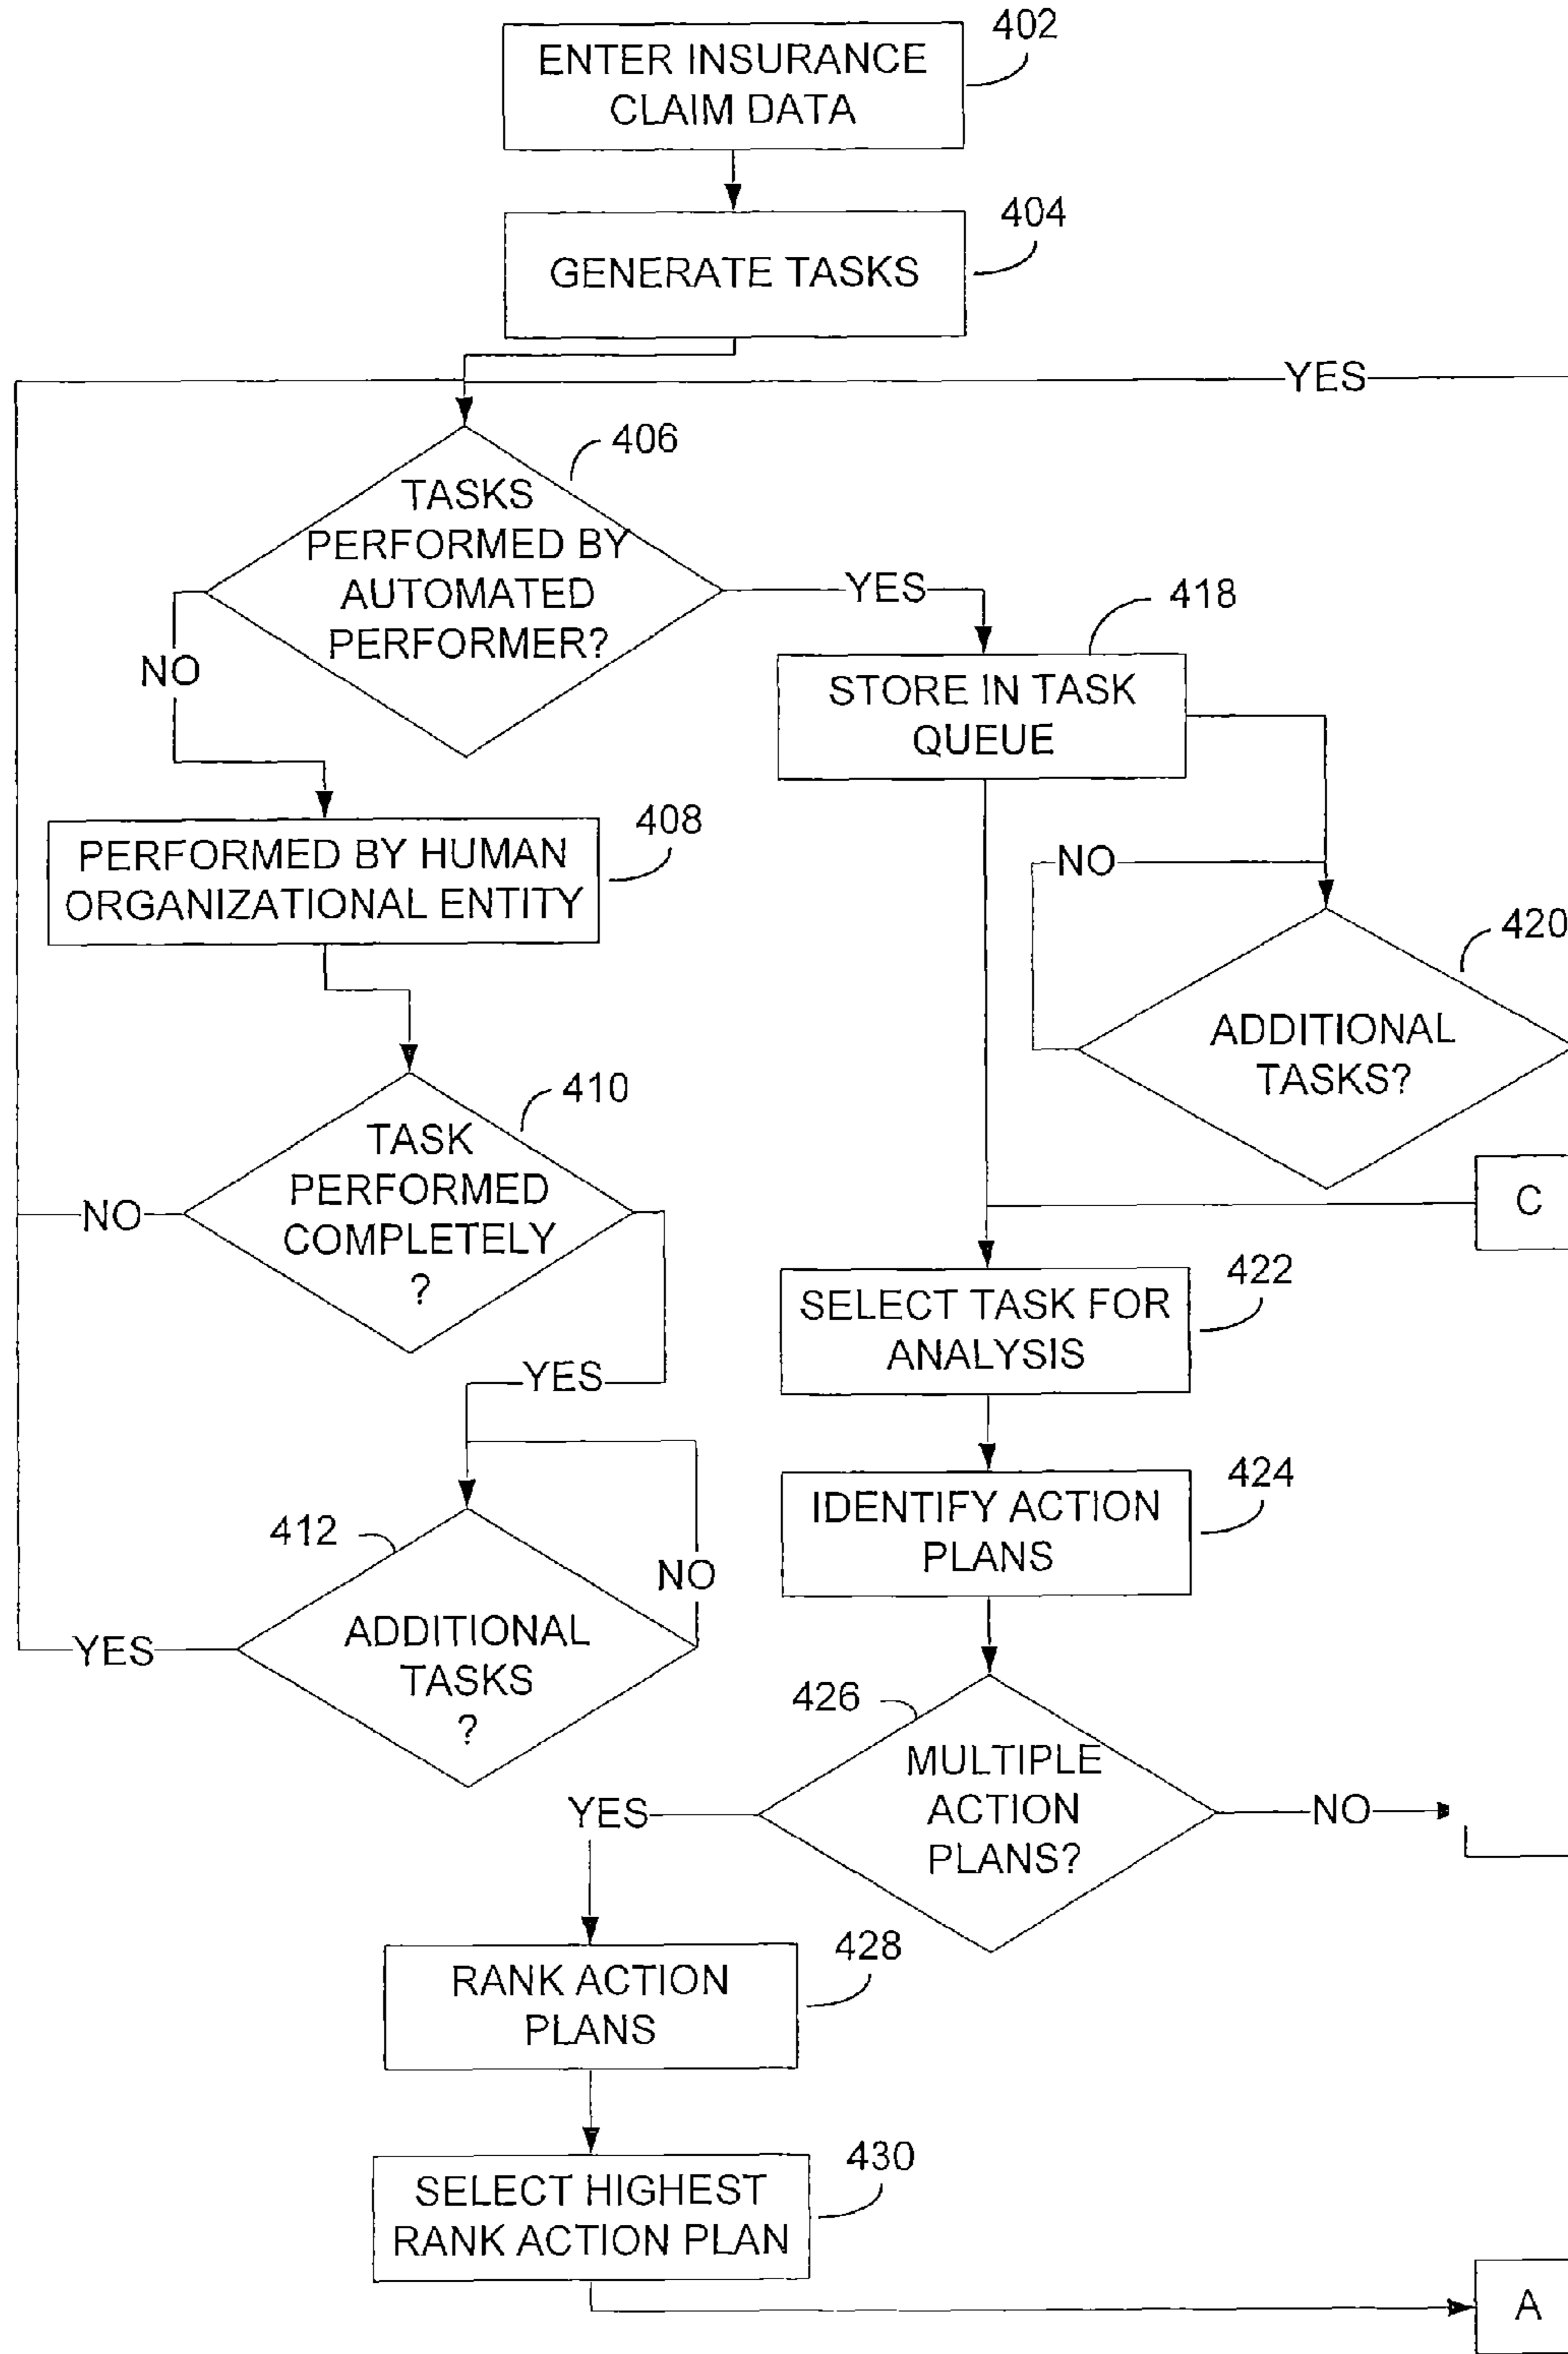 402
ENTER INSURANCE
CLAIM DATA
404
GENERATE TASKS
YES
406
TASKS
PERFORMED BY
AUTOMATED
PERFORMER?
YES
418
NO
STORE IN TASK
QUEUE
408
PERFORMED BY HUMAN
ORGANIZATIONAL ENTITY
NO
420
ADDITIONAL
TASKS?
410
TASK
PERFORMED
COMPLETELY
?
NO
C
422
SELECT TASK FOR
ANALYSIS
YES
424
IDENTIFY ACTION
PLANS
412
NO
ADDITIONAL
TASKS
?
YES
426
MULTIPLE
ACTION
PLANS?
YES
NO
428
RANK ACTION
PLANS
430
SELECT HIGHEST
RANK ACTION PLAN
A